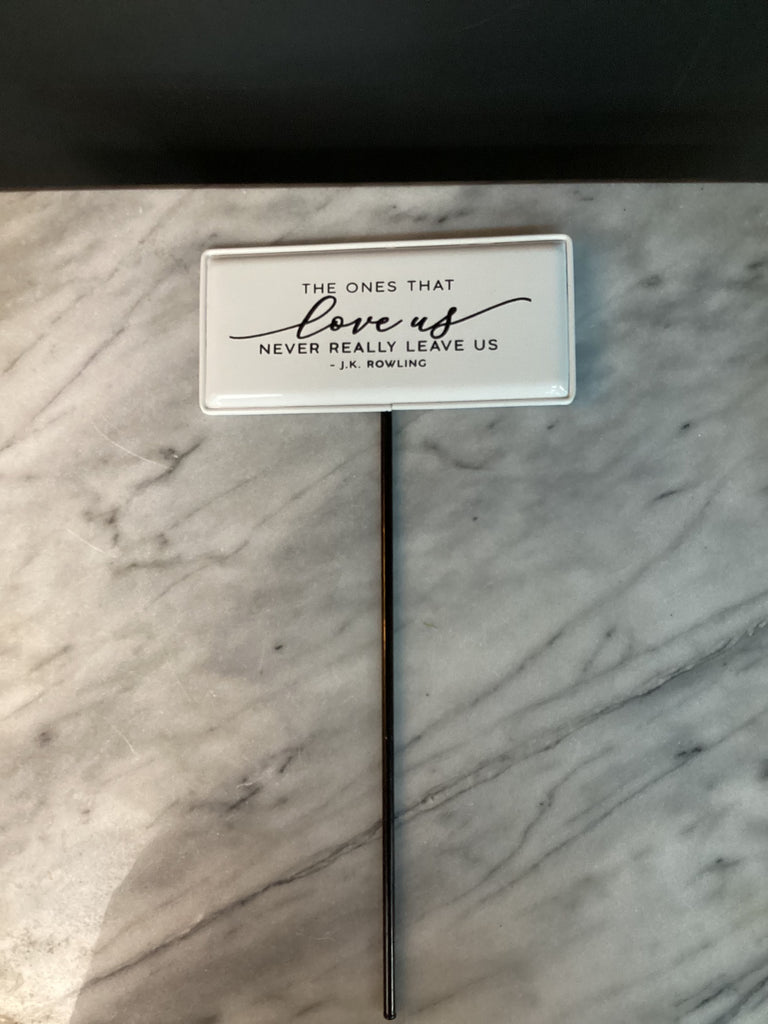 THE ONES THAT
love us
NEVER REALLY LEAVE US
- J.K. ROWLING